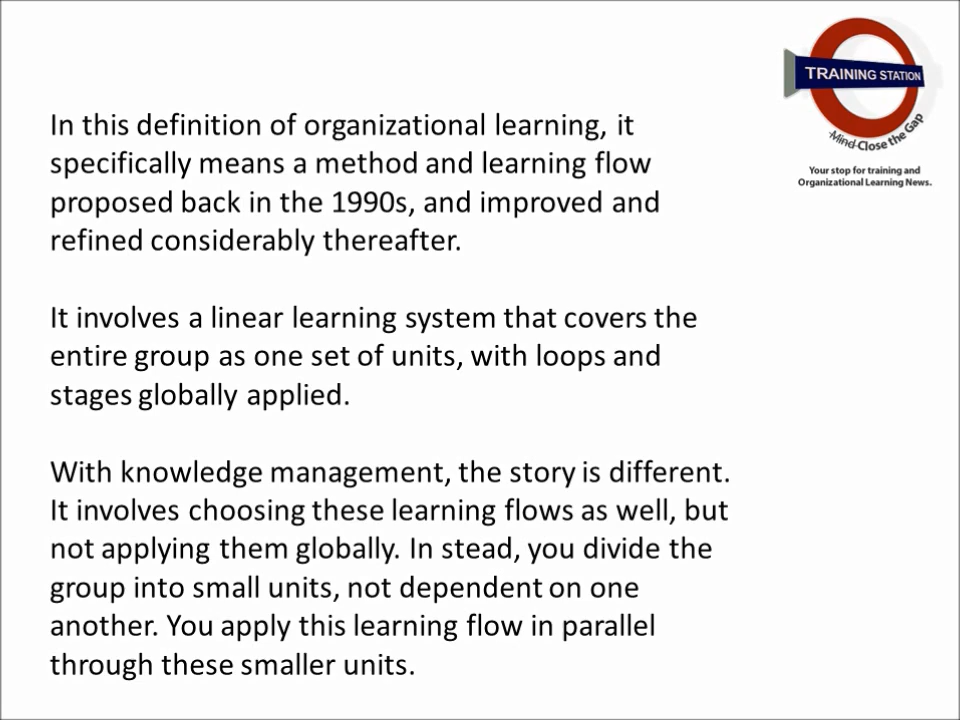 TRAINING STATION
Mind Close the Gap
Your stop for training and
Organizational Learning News.
In this definition of organizational learning, it
specifically means a method and learning flow
proposed back in the 1990s, and improved and
refined considerably thereafter.
It involves a linear learning system that covers the
entire group as one set of units, with loops and
stages globally applied.
With knowledge management, the story is different.
It involves choosing these learning flows as well, but
not applying them globally. In stead, you divide the
group into small units, not dependent on one
another. You apply this learning flow in parallel
through these smaller units.